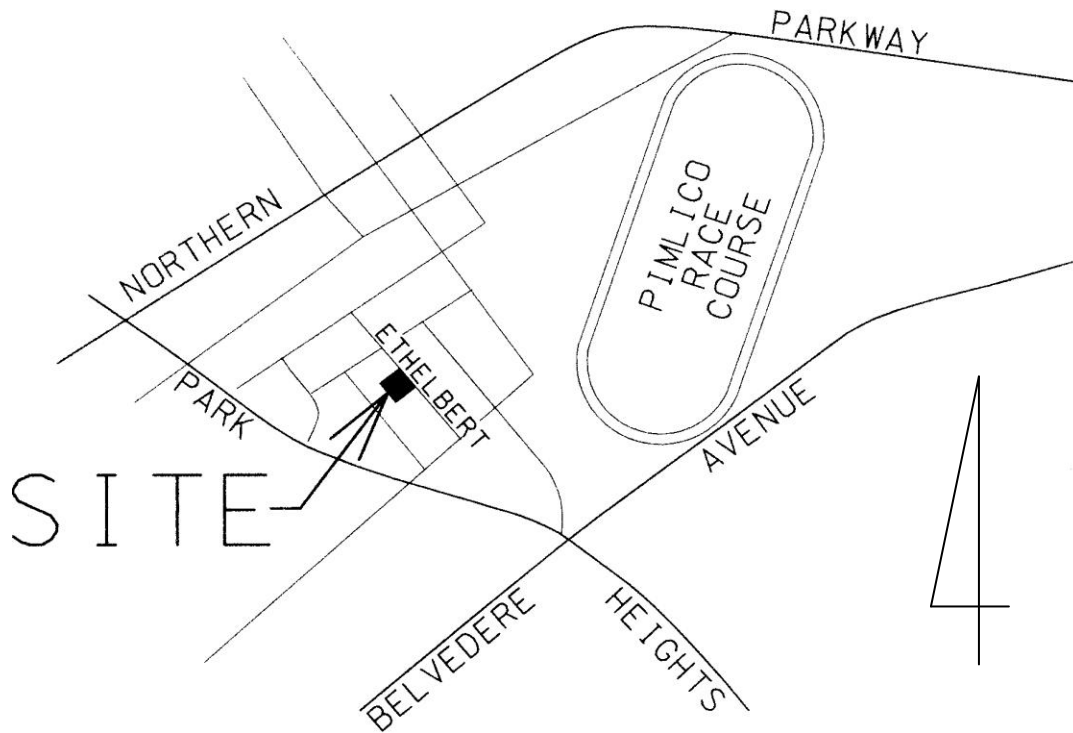 PARKWAY
NORTHERN
PIMLICO
RACE
COURSE
ETHELBERT
PARK
AVENUE
SITE
BELVEDERE
HEIGHTS